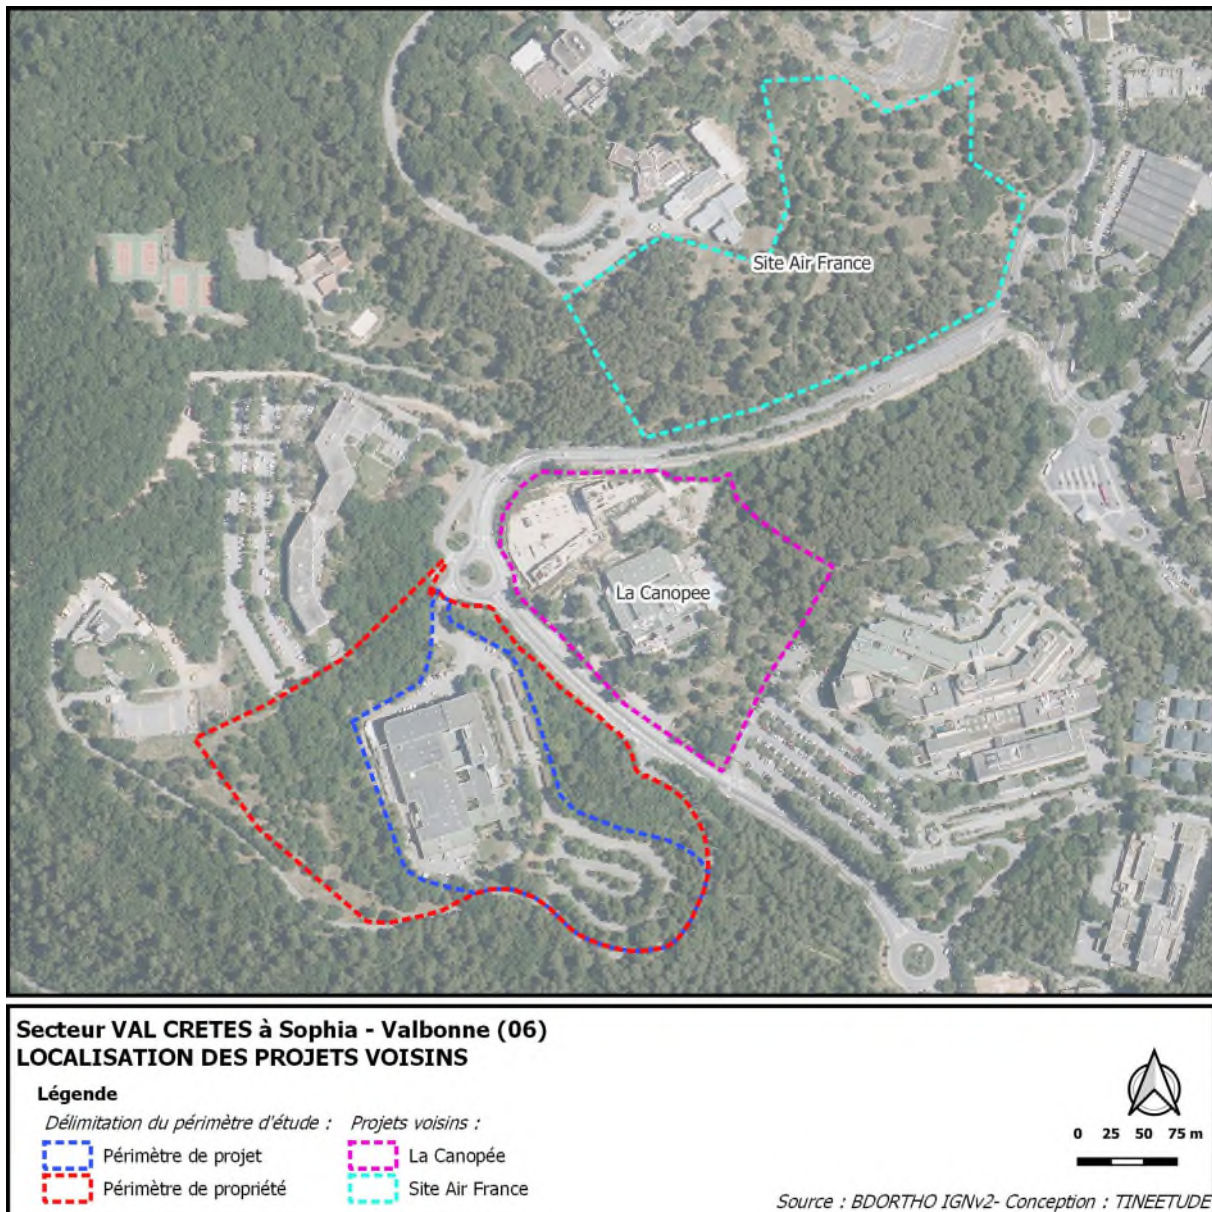 Site Air France
La Canopee
Secteur VAL CRETES à Sophia - Valbonne (06)
LOCALISATION DES PROJETS VOISINS
Légende
Délimitation du périmètre d'étude :
Périmètre de projet
Périmètre de propriété
Projets voisins :
La Canopée
Site Air France
0 25 50 75 m
Source : BDORTHO IGNv2- Conception : TINEETUDE